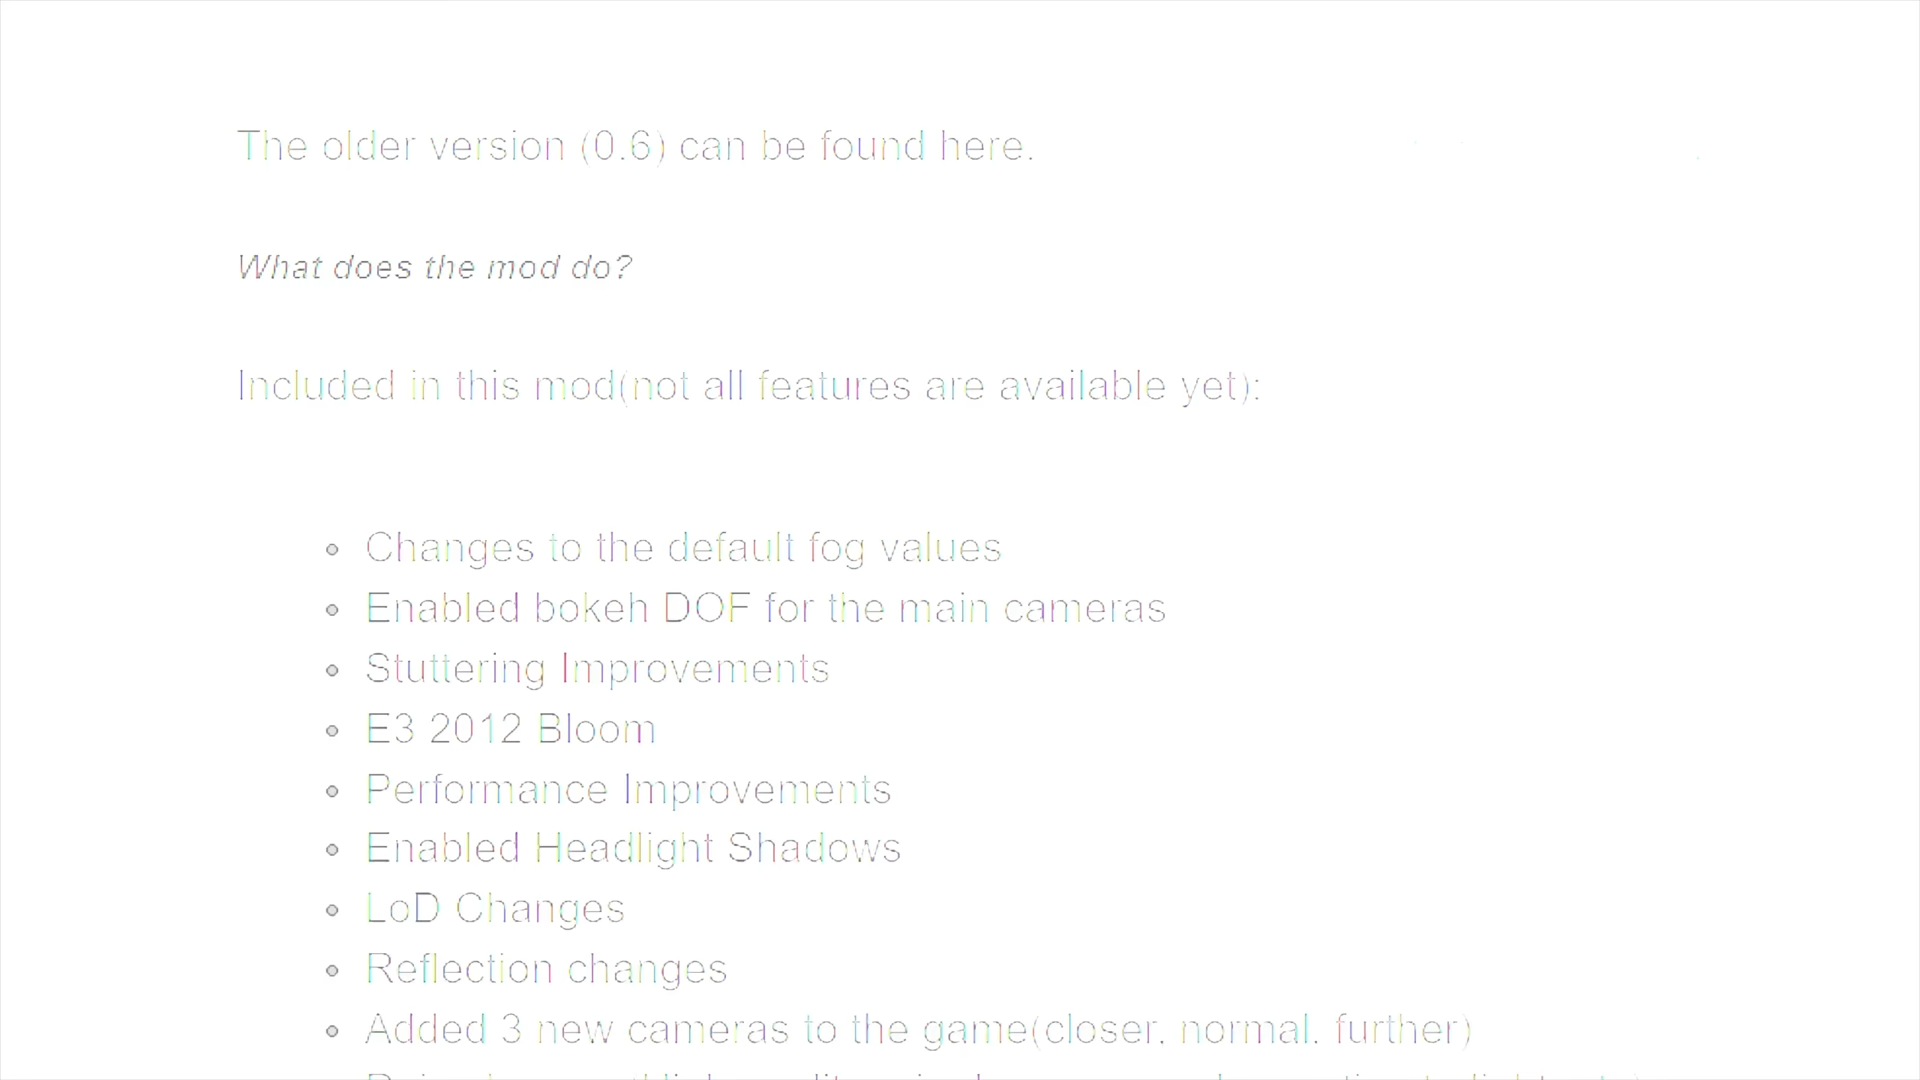 The older version (0.6) can be found here.
What does the mod do?
Included in this mod(not all features are available yet):
Changes to the default fog values
Enabled bokeh DOF for the main cameras
Stuttering Improvements
E3 2012 Bloom
Performance Improvements
Enabled Headlight Shadows
LoD Changes
Reflection changes
Added 3 new cameras to the game(closer, normal, further)